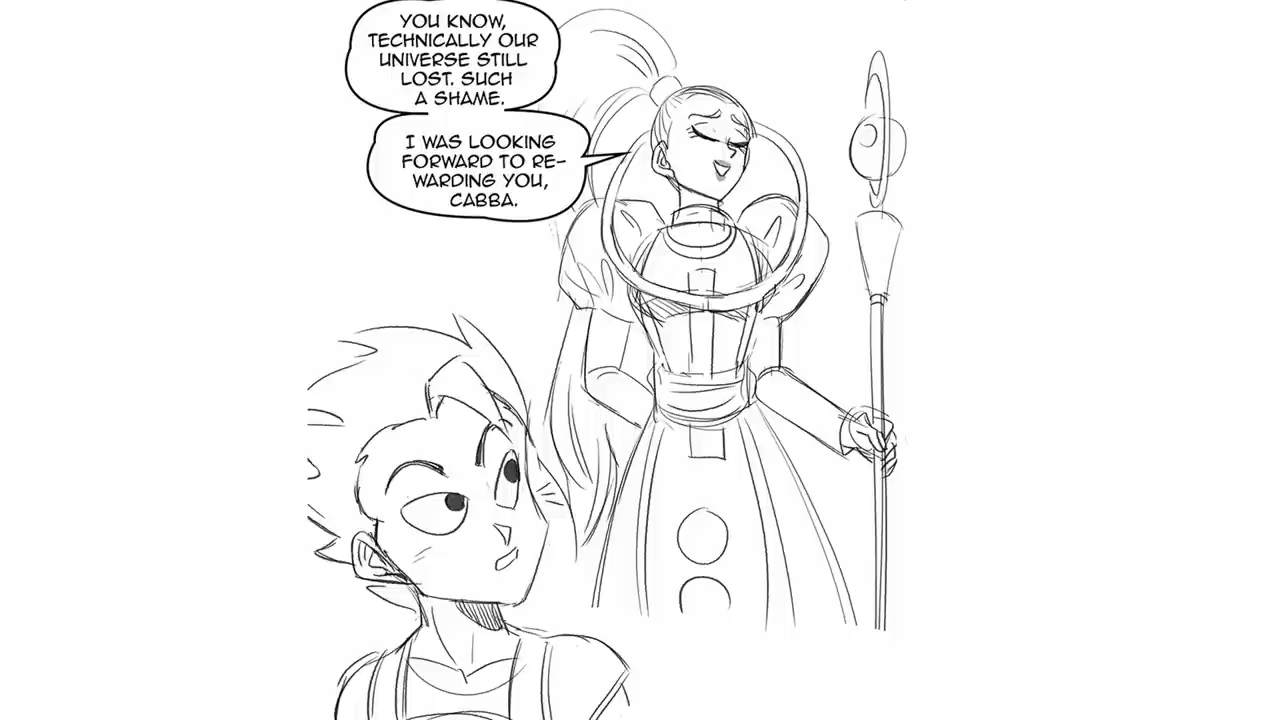 YOU KNOW,
TECHNICALLY OUR
UNIVERSE STILL
LOST. SUCH
A SHAME.
I WAS LOOKING
FORWARD TO RE-
WARDING YOU,
CABBA.